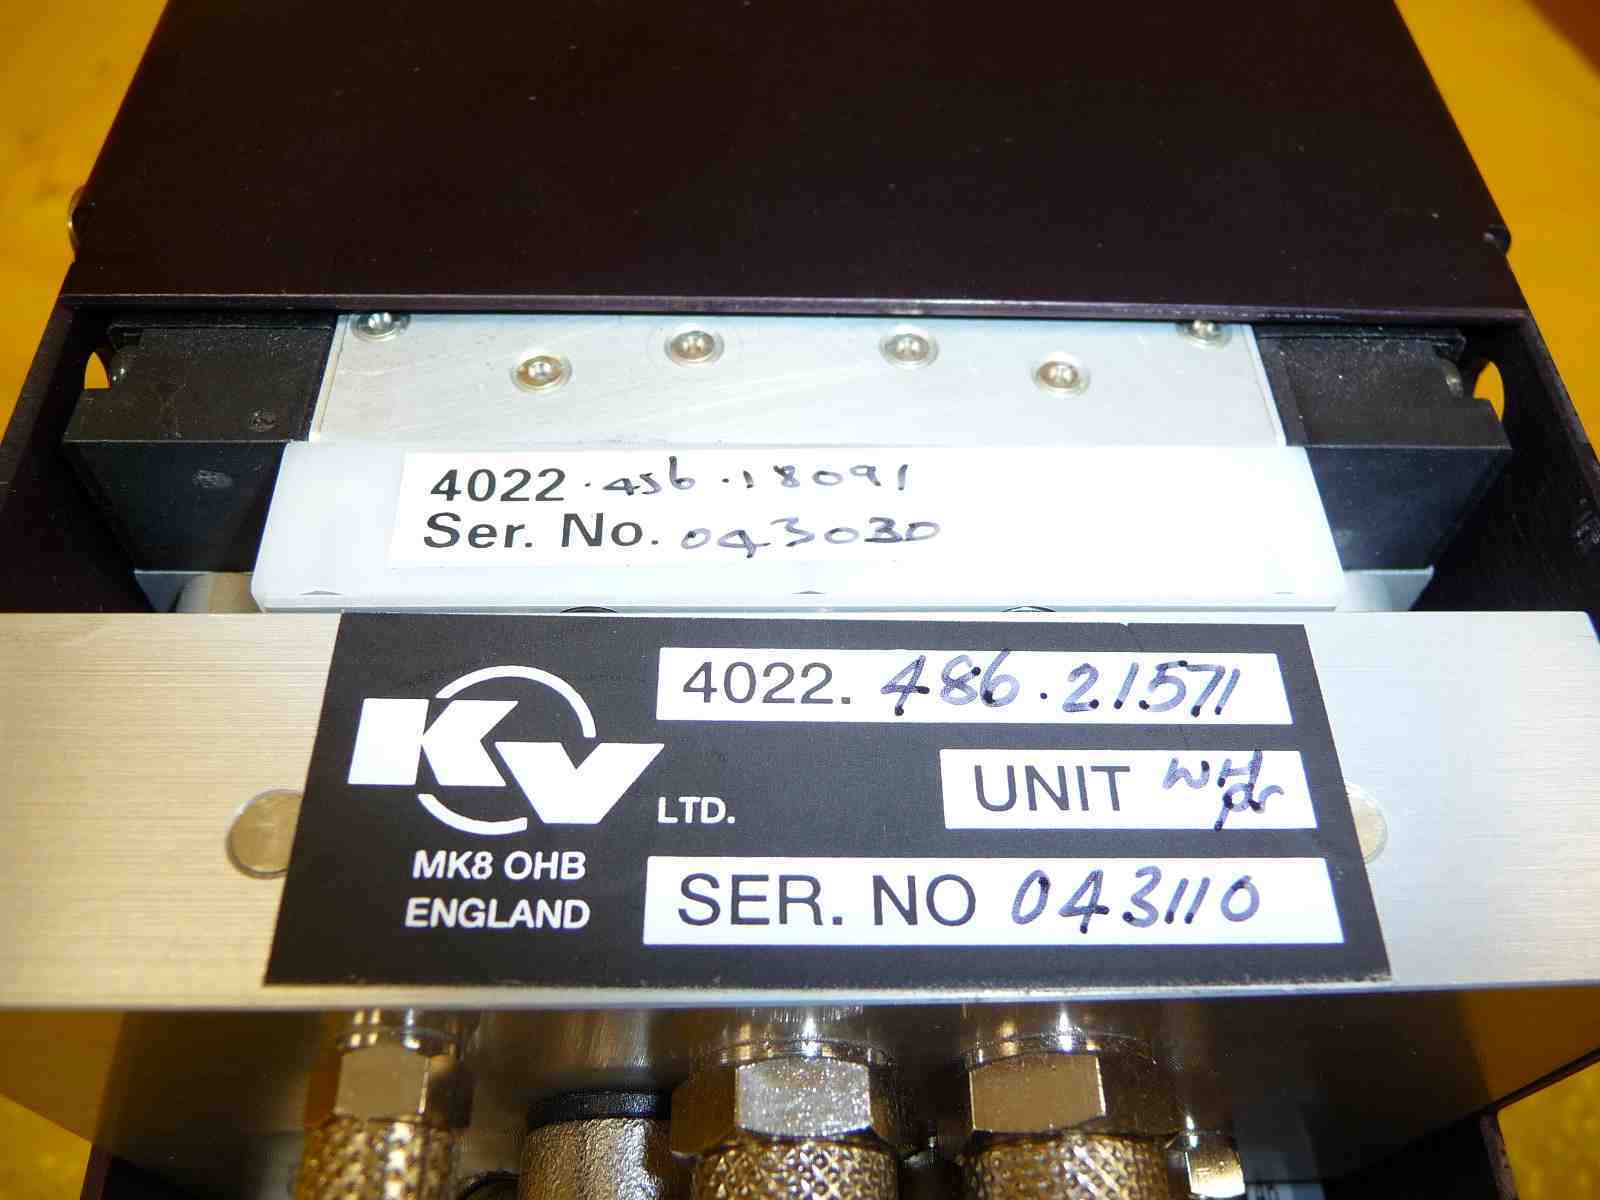 4022.456.18091
Ser. No. 043030
KV LTD.
MK8 OHB
ENGLAND
4022. 486.21571
UNIT
SER. NO 043110